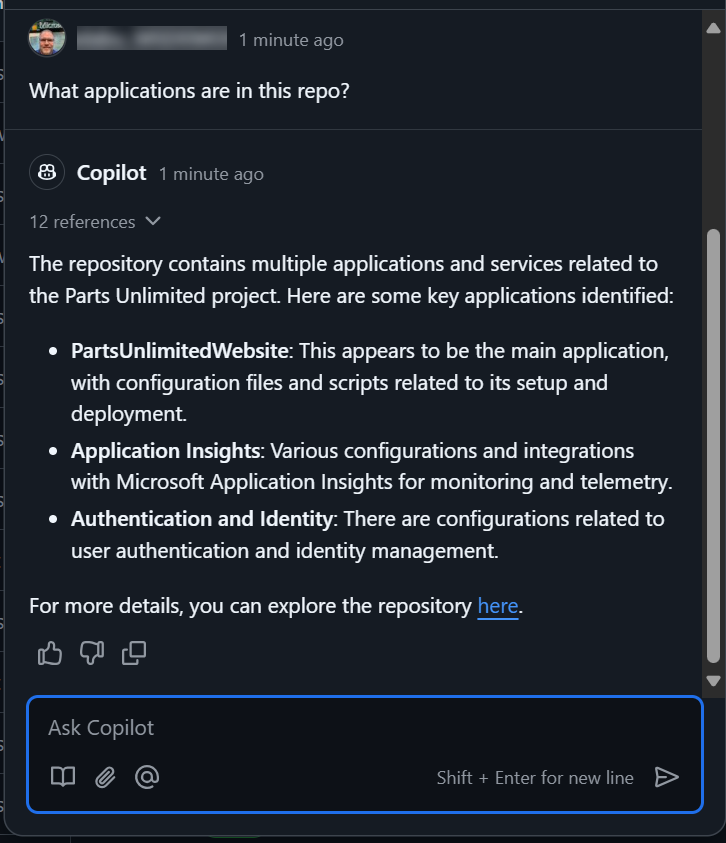 1 minute ago
What applications are in this repo?
Copilot 1 minute ago
12 references
The repository contains multiple applications and services related to
the Parts Unlimited project. Here are some key applications identified:
• PartsUnlimitedWebsite: This appears to be the main application,
with configuration files and scripts related to its setup and
deployment.
• Application Insights: Various configurations and integrations
with Microsoft Application Insights for monitoring and telemetry.
• Authentication and Identity: There are configurations related to
user authentication and identity management.
For more details, you can explore the repository here.
Ask Copilot
Shift + Enter for new line